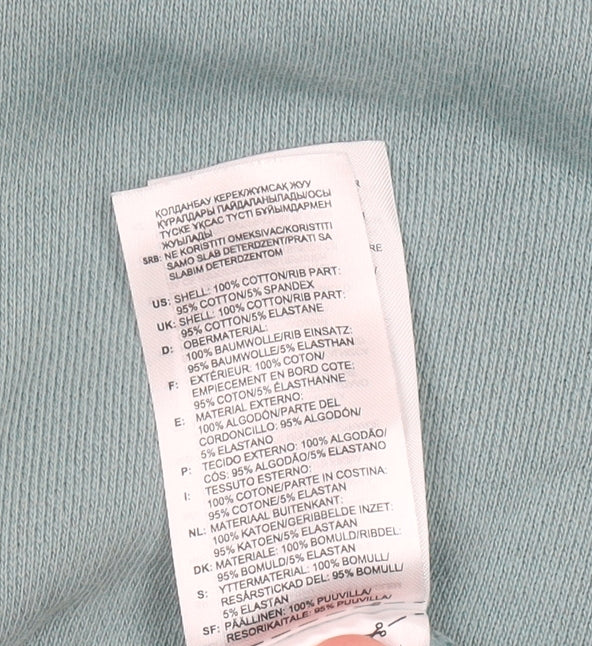 ҚОЛДАНБАУ КЕРЕК/ЖҰМСАҚ ЖУУ
ҚҰРАЛДАРЫ ПАЙДАЛАНЫЛАДЫ/ОСЫ
ТҮСКЕ ҰҚСАС ТҮСТІ БҰЙЫМДАРМЕН
ЖУЫЛАДЫ
SRB: NE KORISTITI OMEKSIVAC/KORISTITI
SAMO SLAB DETERDZENT/PRATI SA
SLABIM DETERDZENTOM
US: SHELL: 100% COTTON/RIB PART:
95% COTTON/5% SPANDEX
UK: SHELL: 100% COTTON/RIB PART:
95% COTTON/5% ELASTANE
D: OBERMATERIAL:
100% BAUMWOLLE/RIB EINSATZ:
95% BAUMWOLLE/5% ELASTHAN
F: EXTÉRIEUR: 100% COTON/
EMPIECEMENT EN BORD COTE:
95% COTON/5% ÉLASTHANNE
E: MATERIAL EXTERNO:
100% ALGODÓN/PARTE DEL
CORDONCILLO: 95% ALGODÓN/
5% ELASTANO
P: TECIDO EXTERNO: 100% ALGODÃO/
CÓS: 95% ALGODÃO/5% ELASTANO
I: TESSUTO ESTERNO:
100% COTONE/PARTE IN COSTINA:
95% COTONE/5% ELASTAN
NL: MATERIAAL BUITENKANT:
100% KATOEN/GERIBBELDE INZET:
95% KATOEN/5% ELASTAAN
DK: MATERIALE: 100% BOMULD/RIBDEL:
95% BOMULD/5% ELASTAN
S: YTTERMATERIAL: 100% BOMULL/
RESÅRSTICKAD DEL: 95% BOMULL/
5% ELASTAN
SF: PÄÄLLINEN: 100% PUUVILLA/
RESORIKAITALE: 95% PUUVILLA/
RE